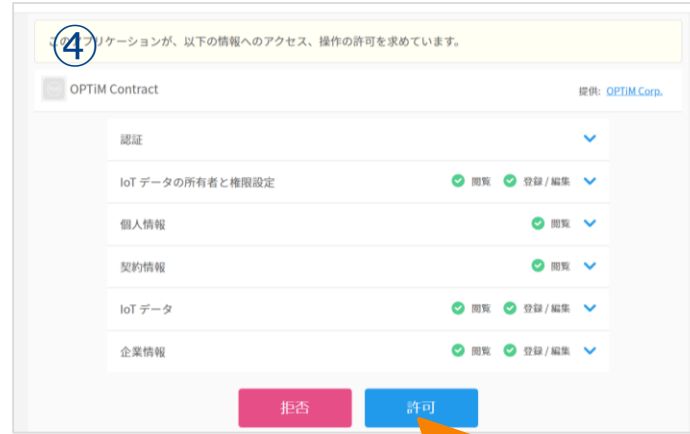 ④
このアプリケーションが、以下の情報へのアクセス、操作の許可を求めています。
OPTiM Contract 提供: OPTiM Corp.
認証
IoT データの所有者と権限設定 閲覧 登録 / 編集
個人情報 閲覧
契約情報 閲覧
IoT データ 閲覧 登録 / 編集
企業情報 閲覧 登録 / 編集
拒否 許可